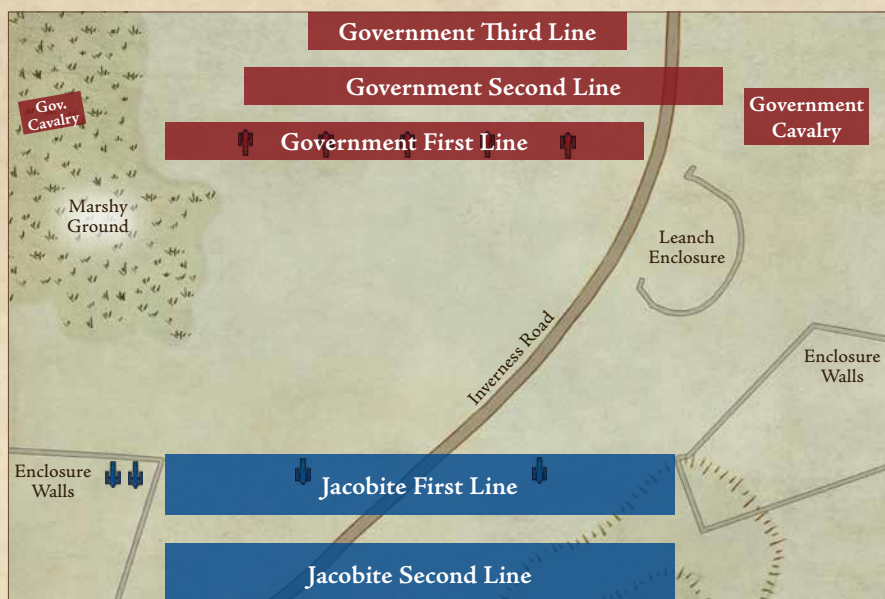 Government Third Line
Government Second Line
Gov.
Cavalry
Government
Cavalry
Government First Line
Marshy
Ground
Leanch
Enclosure
Inverness Road
Enclosure
Walls
Enclosure
Walls
Jacobite First Line
Jacobite Second Line